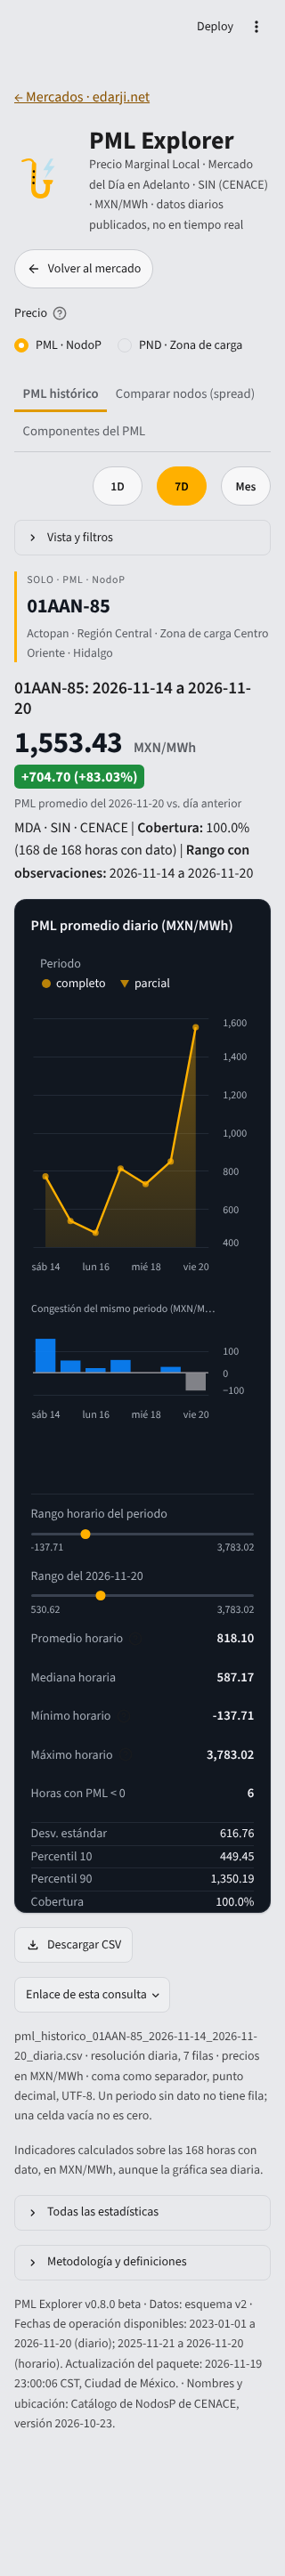 Deploy
← Mercados · edarji.net
PML Explorer
Precio Marginal Local · Mercado
del Día en Adelanto · SIN (CENACE)
· MXN/MWh · datos diarios
publicados, no en tiempo real
Volver al mercado
Precio
PML · NodoP PND · Zona de carga
PML histórico Comparar nodos (spread)
Componentes del PML
1D 7D Mes
Vista y filtros
SOLO · PML · NodoP
01AAN-85
Actopan · Región Central · Zona de carga Centro
Oriente · Hidalgo
01AAN-85: 2026-11-14 a 2026-11-
20
1,553.43 MXN/MWh
+704.70 (+83.03%)
PML promedio del 2026-11-20 vs. día anterior
MDA · SIN · CENACE | Cobertura: 100.0%
(168 de 168 horas con dato) | Rango con
observaciones: 2026-11-14 a 2026-11-20
PML promedio diario (MXN/MWh)
Periodo
completo parcial
1,600
1,400
1,200
1,000
800
600
400
sáb 14 lun 16 mié 18 vie 20
Congestión del mismo periodo (MXN/M…
100
0
−100
sáb 14 lun 16 mié 18 vie 20
Rango horario del periodo
-137.71 3,783.02
Rango del 2026-11-20
530.62 3,783.02
Promedio horario 818.10
Mediana horaria 587.17
Mínimo horario -137.71
Máximo horario 3,783.02
Horas con PML < 0 6
Desv. estándar 616.76
Percentil 10 449.45
Percentil 90 1,350.19
Cobertura 100.0%
Descargar CSV
Enlace de esta consulta
pml_historico_01AAN-85_2026-11-14_2026-11-
20_diaria.csv · resolución diaria, 7 filas · precios
en MXN/MWh · coma como separador, punto
decimal, UTF-8. Un periodo sin dato no tiene fila;
una celda vacía no es cero.
Indicadores calculados sobre las 168 horas con
dato, en MXN/MWh, aunque la gráfica sea diaria.
Todas las estadísticas
Metodología y definiciones
PML Explorer v0.8.0 beta · Datos: esquema v2 ·
Fechas de operación disponibles: 2023-01-01 a
2026-11-20 (diario); 2025-11-21 a 2026-11-20
(horario). Actualización del paquete: 2026-11-19
23:00:06 CST, Ciudad de México. · Nombres y
ubicación: Catálogo de NodosP de CENACE,
versión 2026-10-23.